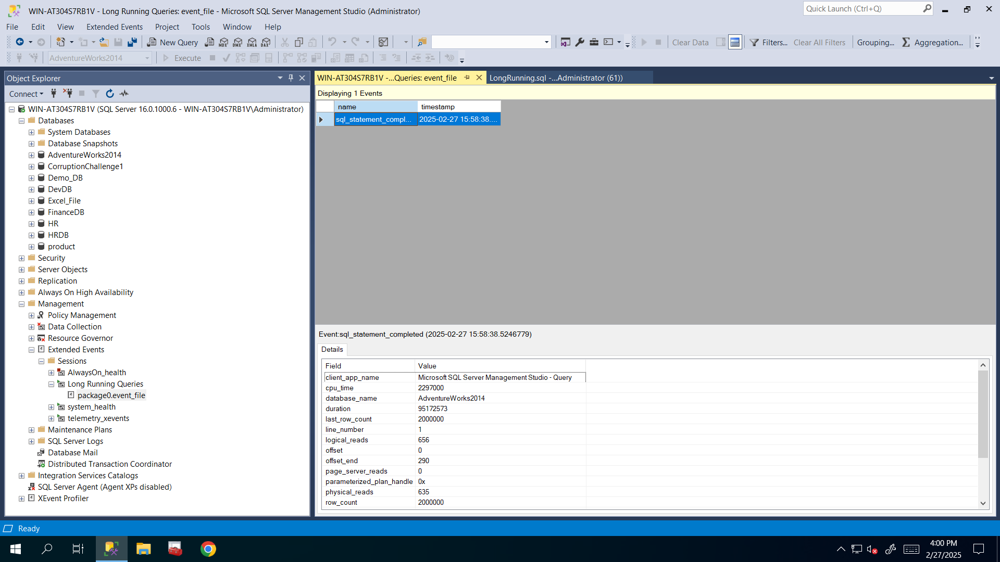 WIN-AT304S7RB1V - Long Running Queries: event_file - Microsoft SQL Server Management Studio (Administrator)
Quick Launch (Ctrl+Q)
File Edit View Extended Events Project Tools Window Help
New Query MDX DMX XMLA DAX Clear Data Filters... Clear All Filters Grouping... Aggregation...
AdventureWorks2014 Execute
Object Explorer
Connect
WIN-AT304S7RB1V (SQL Server 16.0.1000.6 - WIN-AT304S7RB1V\Administrator)
Databases
System Databases
Database Snapshots
AdventureWorks2014
CorruptionChallenge1
Demo_DB
DevDB
Excel_File
FinanceDB
HR
HRDB
product
Security
Server Objects
Replication
Always On High Availability
Management
Policy Management
Data Collection
Resource Governor
Extended Events
Sessions
AlwaysOn_health
Long Running Queries
package0.event_file
system_health
telemetry_xevents
Maintenance Plans
SQL Server Logs
Database Mail
Distributed Transaction Coordinator
Integration Services Catalogs
SQL Server Agent (Agent XPs disabled)
XEvent Profiler
WIN-AT304S7RB1V -...Queries: event_file LongRunning.sql -...Administrator (61))
Displaying 1 Events
name timestamp
sql_statement_compl... 2025-02-27 15:58:38....
Event:sql_statement_completed (2025-02-27 15:58:38.5246779)
Details
Field Value
client_app_name Microsoft SQL Server Management Studio - Query
cpu_time 2297000
database_name AdventureWorks2014
duration 95172573
last_row_count 2000000
line_number 1
logical_reads 656
offset 0
offset_end 290
page_server_reads 0
parameterized_plan_handle 0x
physical_reads 635
row_count 2000000
Ready
4:00 PM
2/27/2025